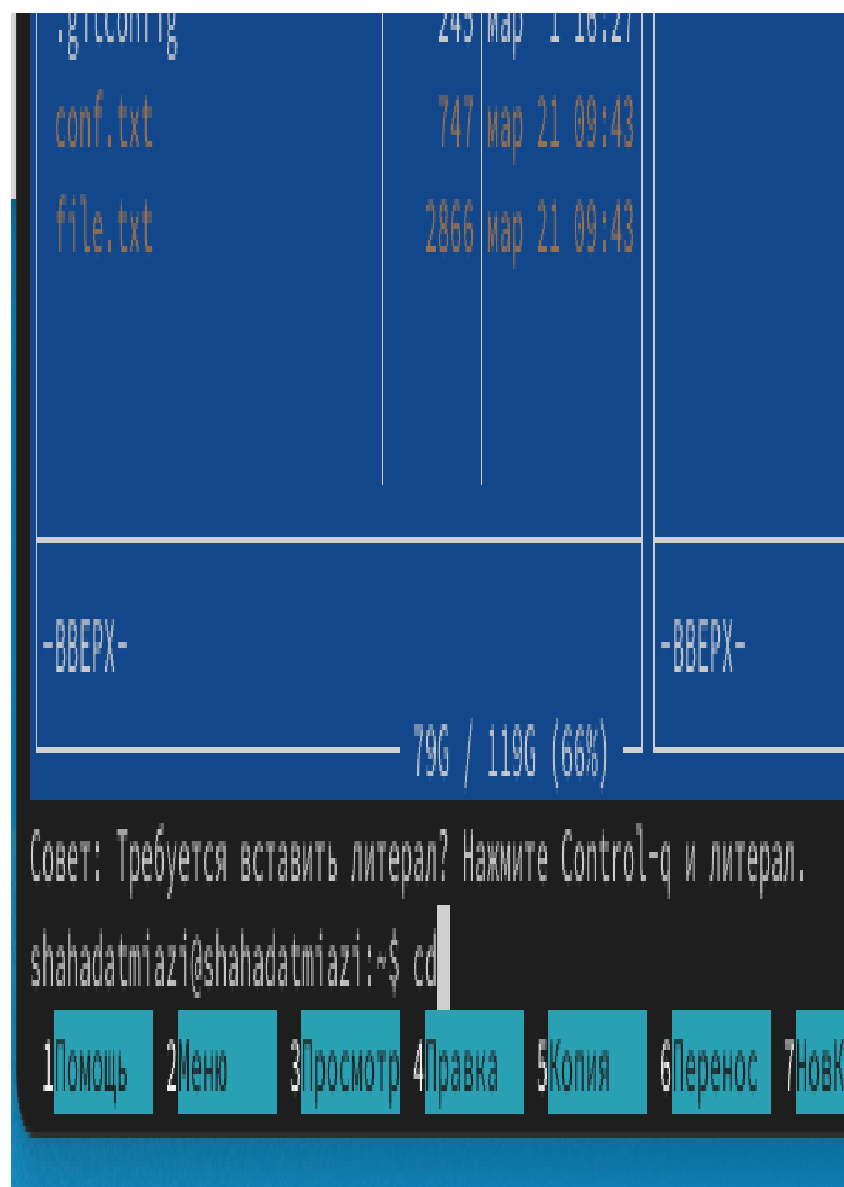 .gitconfig 245 мар 1 16:27
conf.txt 747 мар 21 09:43
file.txt 2866 мар 21 09:43
-ВВЕРХ- -ВВЕРХ-
79G / 119G (66%)
Совет: Требуется вставить литерал? Нажмите Control-q и литерал.
shahadatmiazi@shahadatmiazi:~$ cd
1Помощь 2Меню 3Просмотр 4Правка 5Копия 6Перенос 7НовК